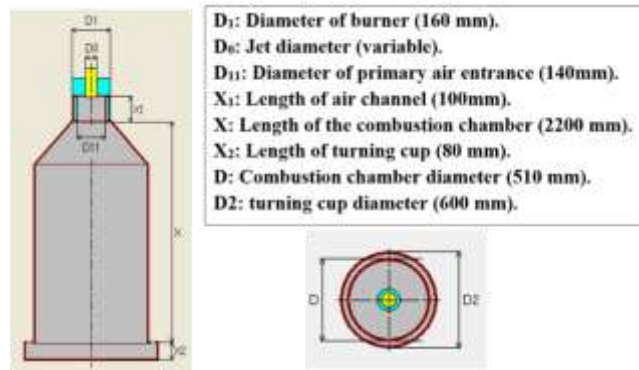 D1
D0
X1
D11
X
X2
D₁: Diameter of burner (160 mm).
D₀: Jet diameter (variable).
D₁₁: Diameter of primary air entrance (140mm).
X₁: Length of air channel (100mm).
X: Length of the combustion chamber (2200 mm).
X₂: Length of turning cup (80 mm).
D: Combustion chamber diameter (510 mm).
D2: turning cup diameter (600 mm).
D
D2